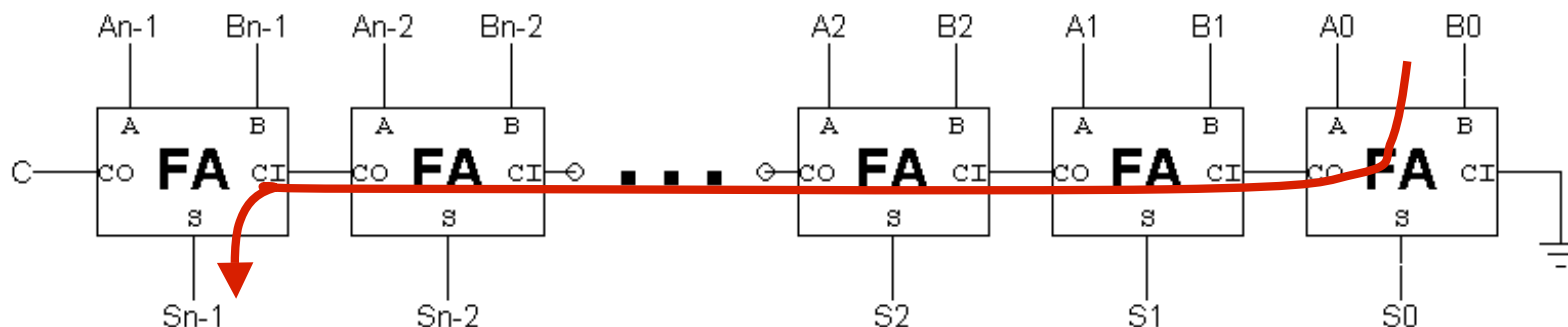 An-1 Bn-1 An-2 Bn-2 A2 B2 A1 B1 A0 B0
A B A B A B A B A B
C CO FA CI CO FA CI ... CO FA CI CO FA CI CO FA CI
S S S S S
Sn-1 Sn-2 S2 S1 S0